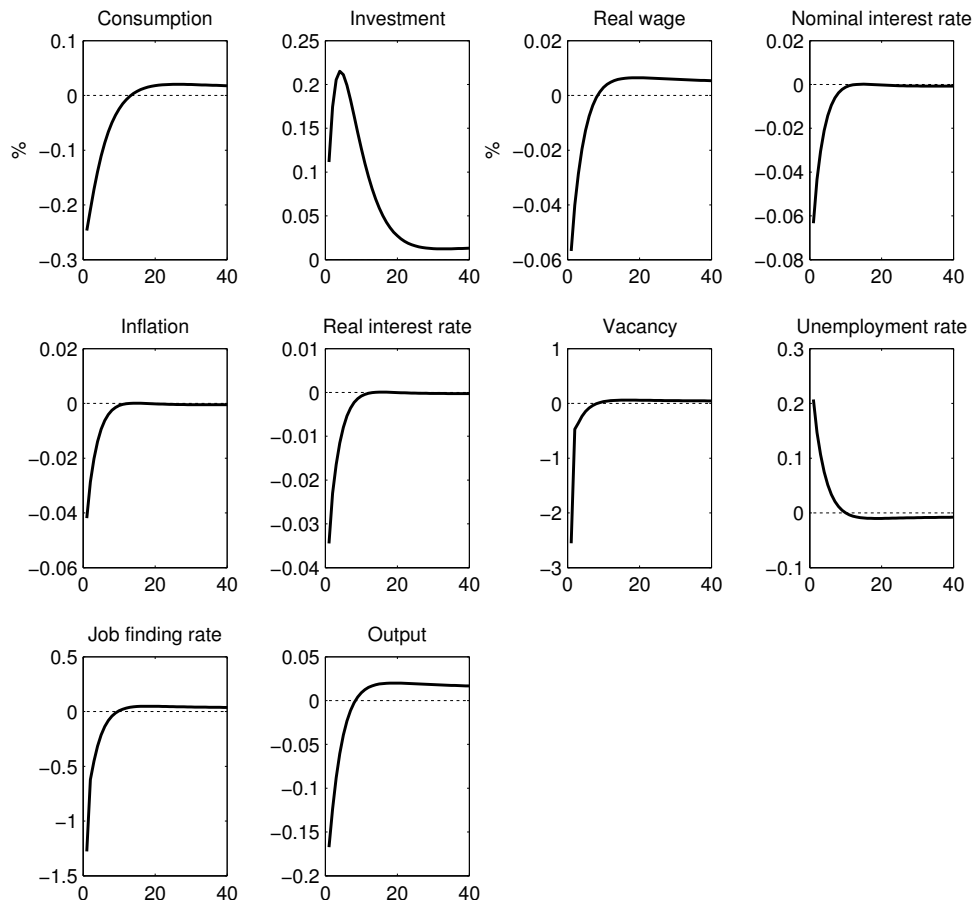 Consumption
Investment
Real wage
Nominal interest rate
0.1
0
−0.1
−0.2
−0.3
%
0 20 40
0.25
0.2
0.15
0.1
0.05
0
0 20 40
0.02
0
−0.02
−0.04
−0.06
%
0 20 40
0.02
0
−0.02
−0.04
−0.06
−0.08
0 20 40
Inflation
Real interest rate
Vacancy
Unemployment rate
0.02
0
−0.02
−0.04
−0.06
0 20 40
0.01
0
−0.01
−0.02
−0.03
−0.04
0 20 40
1
0
−1
−2
−3
0 20 40
0.3
0.2
0.1
0
−0.1
0 20 40
Job finding rate
Output
0.5
0
−0.5
−1
−1.5
0 20 40
0.05
0
−0.05
−0.1
−0.15
−0.2
0 20 40